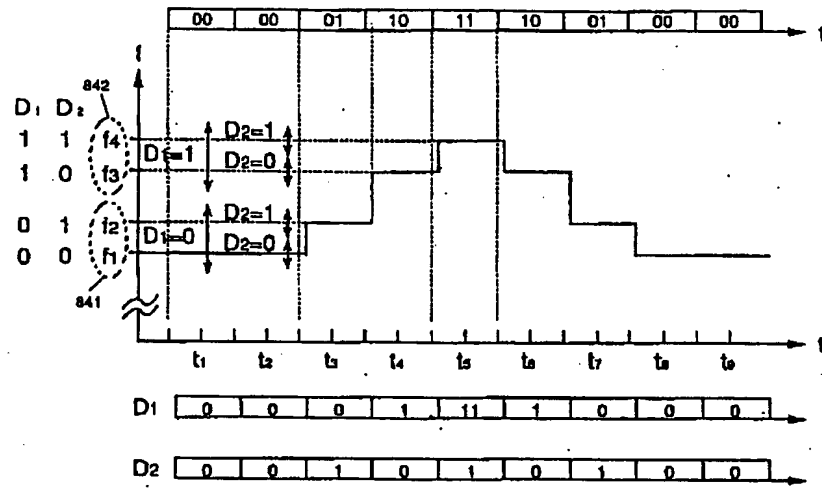 00 00 01 10 11 10 01 00 00
t
f
842
D1 D2
1 1 f4 D2=1
D1=1
1 0 f3 D2=0
0 1 f2 D2=1
D1=0
0 0 f1 D2=0
841
t
t1 t2 t3 t4 t5 t6 t7 t8 t9
D1 0 0 0 1 11 1 0 0 0
D2 0 0 1 0 1 0 1 0 0